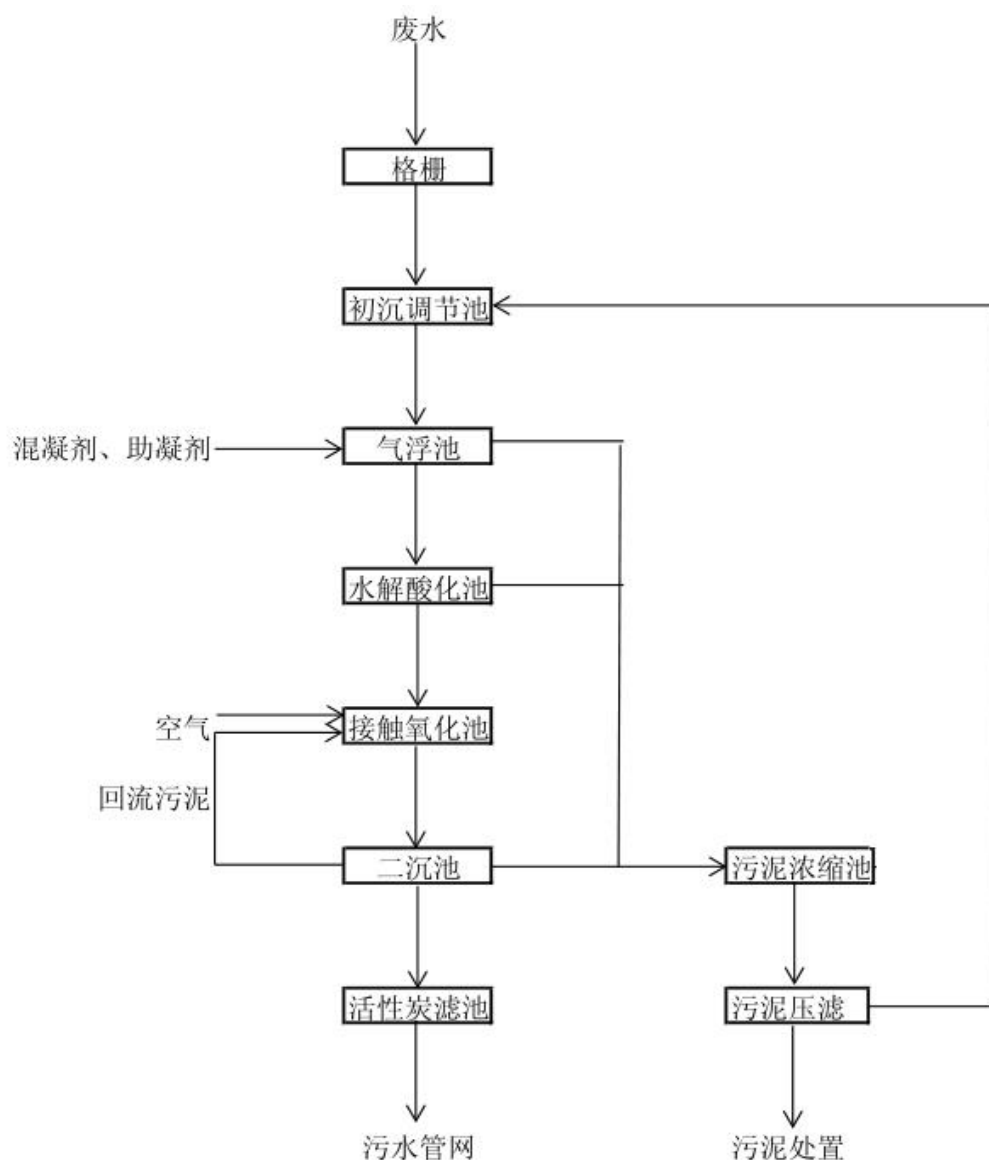 废水
格栅
初沉调节池
混凝剂、助凝剂
气浮池
水解酸化池
空气
接触氧化池
回流污泥
二沉池
污泥浓缩池
活性炭滤池
污泥压滤
污水管网
污泥处置